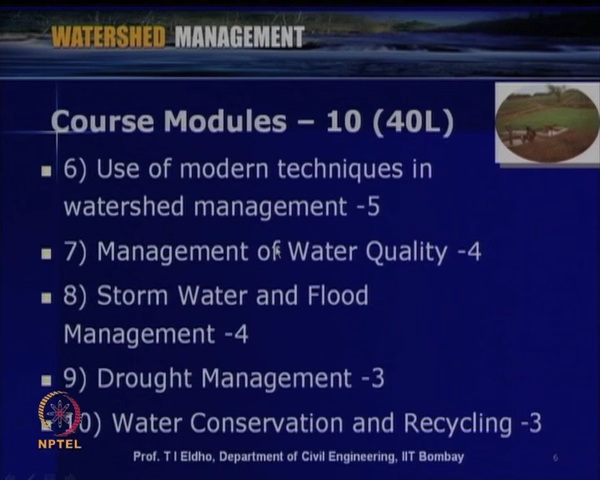 WATERSHED MANAGEMENT
Course Modules – 10 (40L)
6) Use of modern techniques in
watershed management -5
7) Management of Water Quality -4
8) Storm Water and Flood
Management -4
9) Drought Management -3
10) Water Conservation and Recycling -3
NPTEL
Prof. T I Eldho, Department of Civil Engineering, IIT Bombay
6